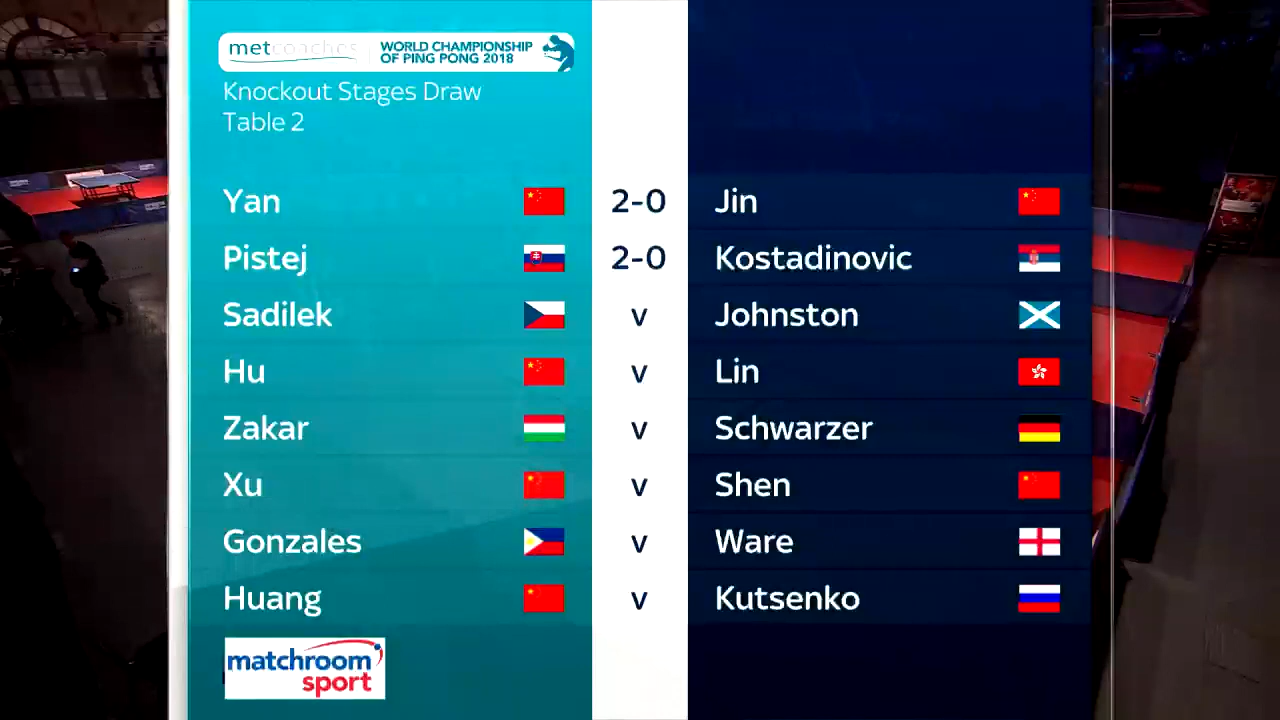 metcoaches WORLD CHAMPIONSHIP
OF PING PONG 2018
Knockout Stages Draw
Table 2
Yan 2-0 Jin
Pistej 2-0 Kostadinovic
Sadilek v Johnston
Hu v Lin
Zakar v Schwarzer
Xu v Shen
Gonzales v Ware
Huang v Kutsenko
matchroom
sport